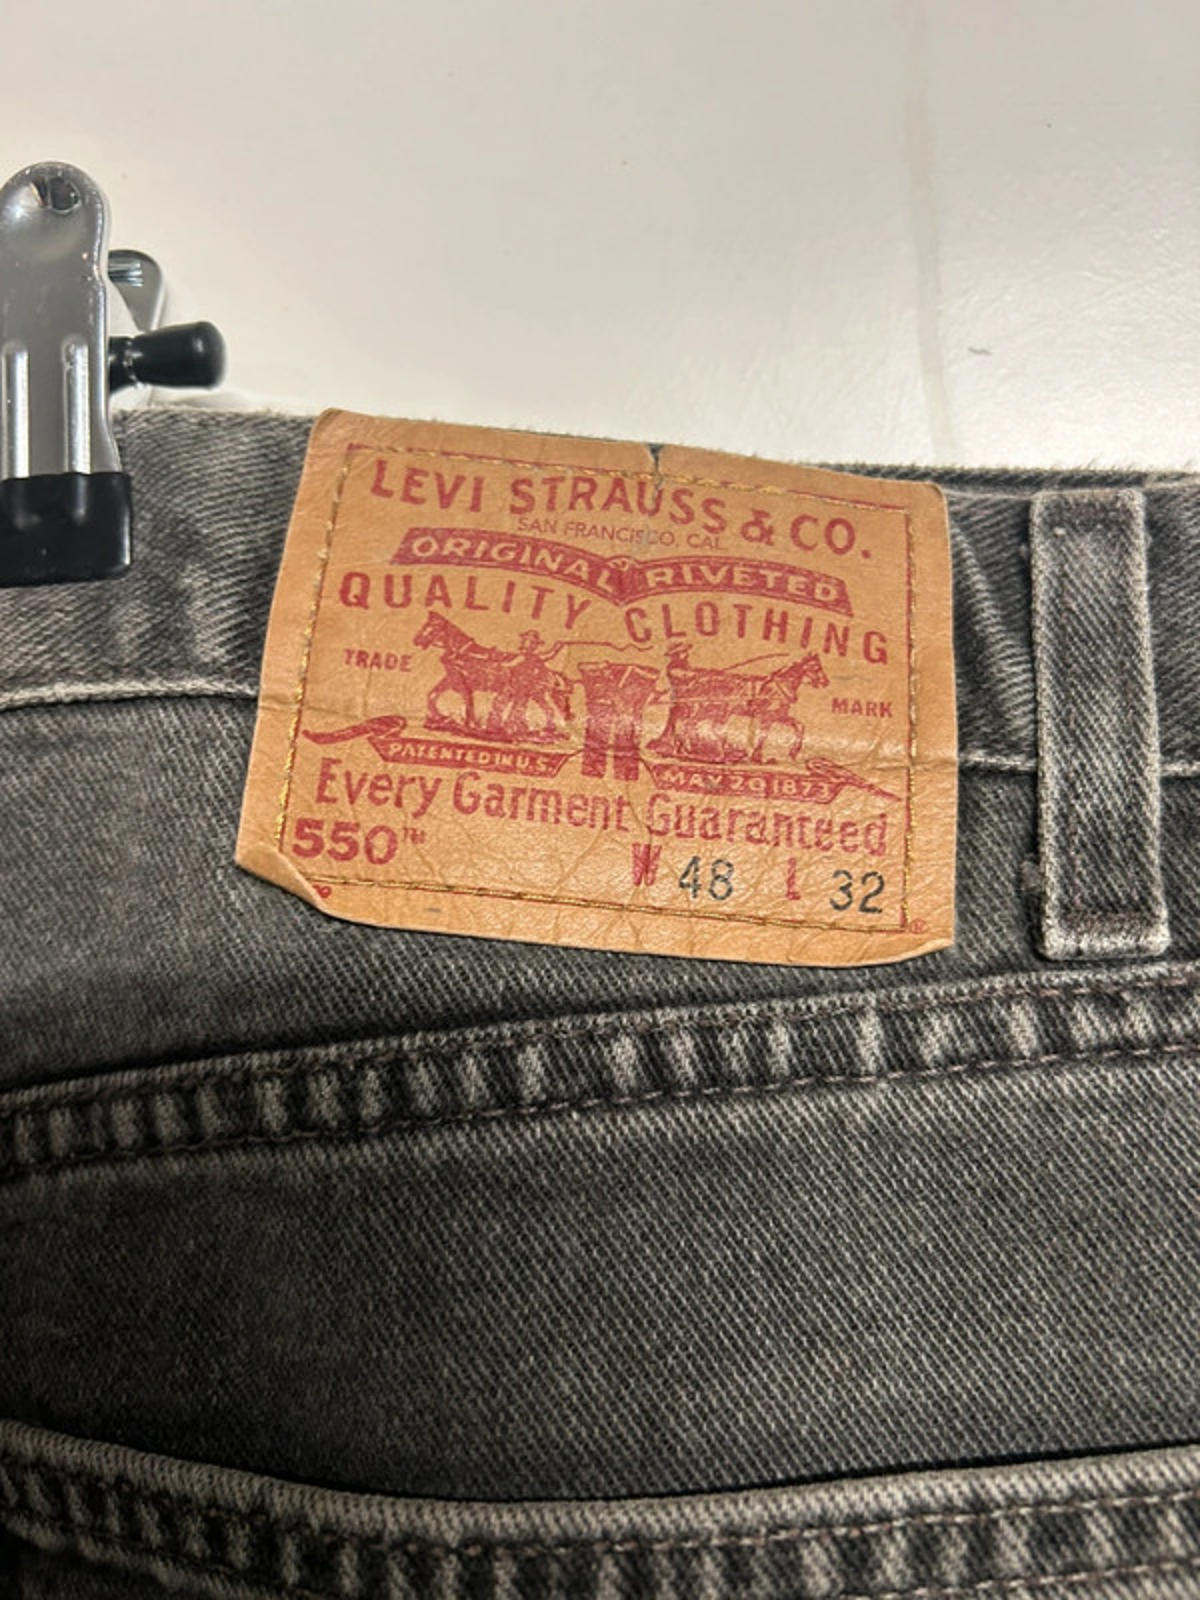 LEVI STRAUSS & CO.
SAN FRANCISCO, CAL
ORIGINAL RIVETED
QUALITY CLOTHING
TRADE MARK
PATENTED IN U.S. MAY 20 1873
Every Garment Guaranteed
550™
W 48 L 32
®